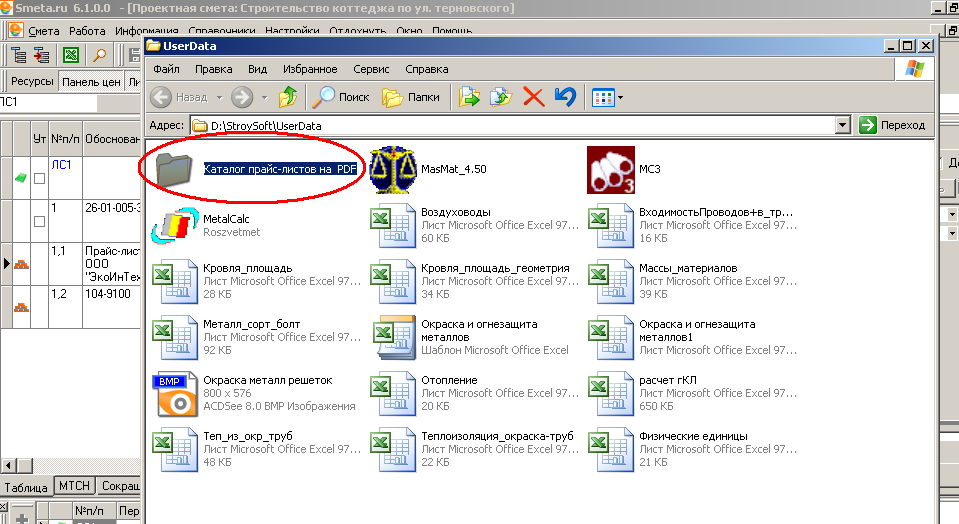 Smeta.ru 6.1.0.0 - [Проектная смета: Строительство коттеджа по ул. терновского]
Смета Работа Информация Справочники Настройки Отдохнуть Окно Помощь
Ресурсы Панель цен Ли
ЛС1
Ут №п/п Обоснован
ЛС1
1 26-01-005-3
1,1 Прайс-лист
ООО
"ЭкоИнТех
1,2 104-9100
Таблица МТСН Сокращ
№п/п Пер
До
UserData
Файл Правка Вид Избранное Сервис Справка
Назад Поиск Папки
Адрес: D:\StroySoft\UserData Переход
Каталог прайс-листов на PDF
MasMat_4.50
МС3
MetalCalc
Roszvetmet
Воздуховоды
Лист Microsoft Office Excel 97...
60 КБ
ВходимостьПроводов+в_тр...
Лист Microsoft Office Excel 97...
16 КБ
Кровля_площадь
Лист Microsoft Office Excel 97...
28 КБ
Кровля_площадь_геометрия
Лист Microsoft Office Excel 97...
34 КБ
Массы_материалов
Лист Microsoft Office Excel 97...
39 КБ
Металл_сорт_болт
Лист Microsoft Office Excel 97...
92 КБ
Окраска и огнезащита
металлов
Шаблон Microsoft Office Excel
Окраска и огнезащита
металлов1
Лист Microsoft Office Excel 97...
BMP
Окраска металл решеток
800 x 576
ACDSee 8.0 BMP Изображения
Отопление
Лист Microsoft Office Excel 97...
20 КБ
расчет гКЛ
Лист Microsoft Office Excel 97...
650 КБ
Теп_из_окр_труб
Лист Microsoft Office Excel 97...
48 КБ
Теплоизоляция_окраска-труб
Лист Microsoft Office Excel 97...
22 КБ
Физические единицы
Лист Microsoft Office Excel 97...
21 КБ